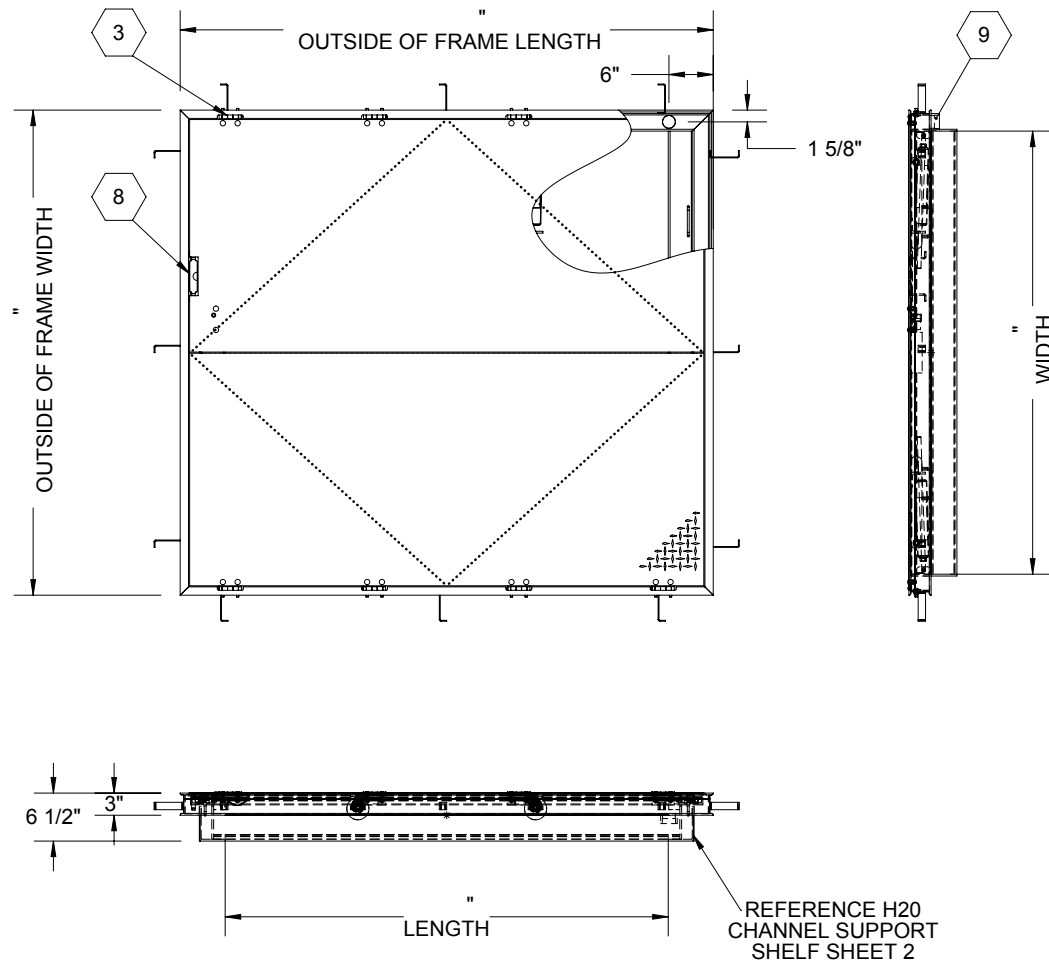 3
"
OUTSIDE OF FRAME LENGTH
6"
9
1 5/8"
8
"
OUTSIDE OF FRAME WIDTH
"
WIDTH
6 1/2"
3"
"
LENGTH
REFERENCE H20
CHANNEL SUPPORT
SHELF SHEET 2